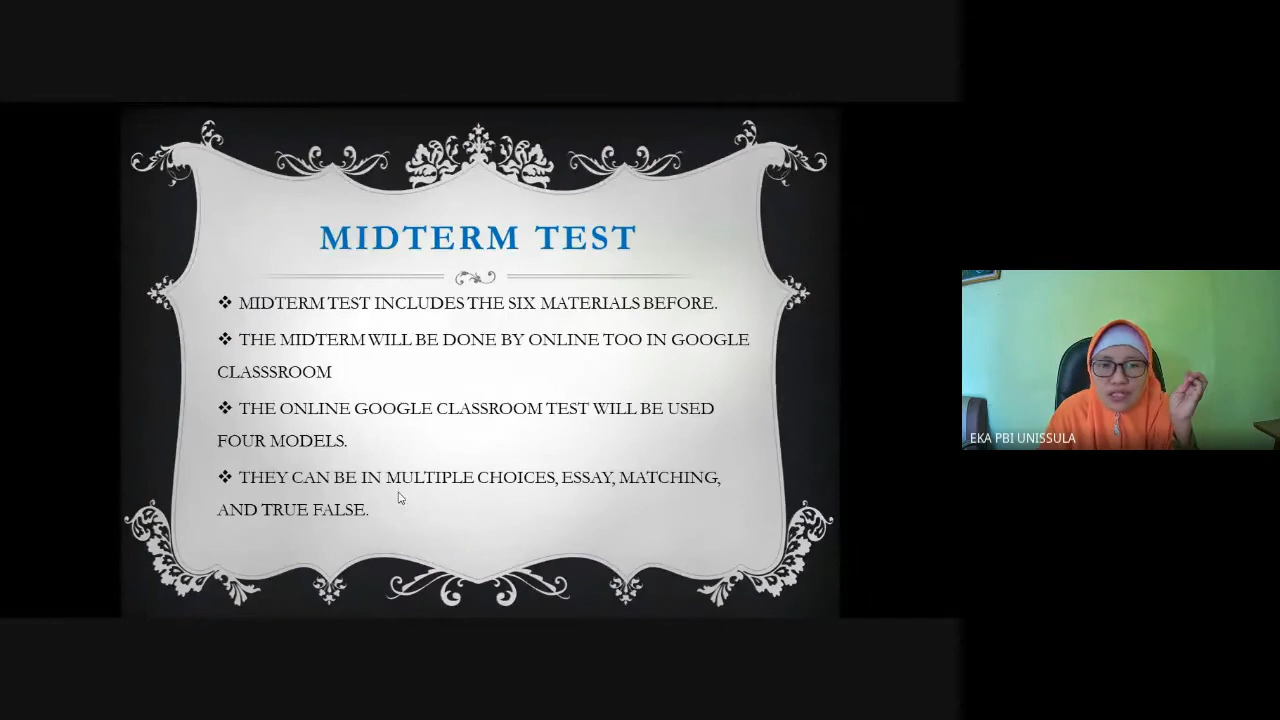 MIDTERM TEST
❖ MIDTERM TEST INCLUDES THE SIX MATERIALS BEFORE.
❖ THE MIDTERM WILL BE DONE BY ONLINE TOO IN GOOGLE
CLASSSROOM
❖ THE ONLINE GOOGLE CLASSROOM TEST WILL BE USED
FOUR MODELS.
❖ THEY CAN BE IN MULTIPLE CHOICES, ESSAY, MATCHING,
AND TRUE FALSE.
EKA PBI UNISSULA